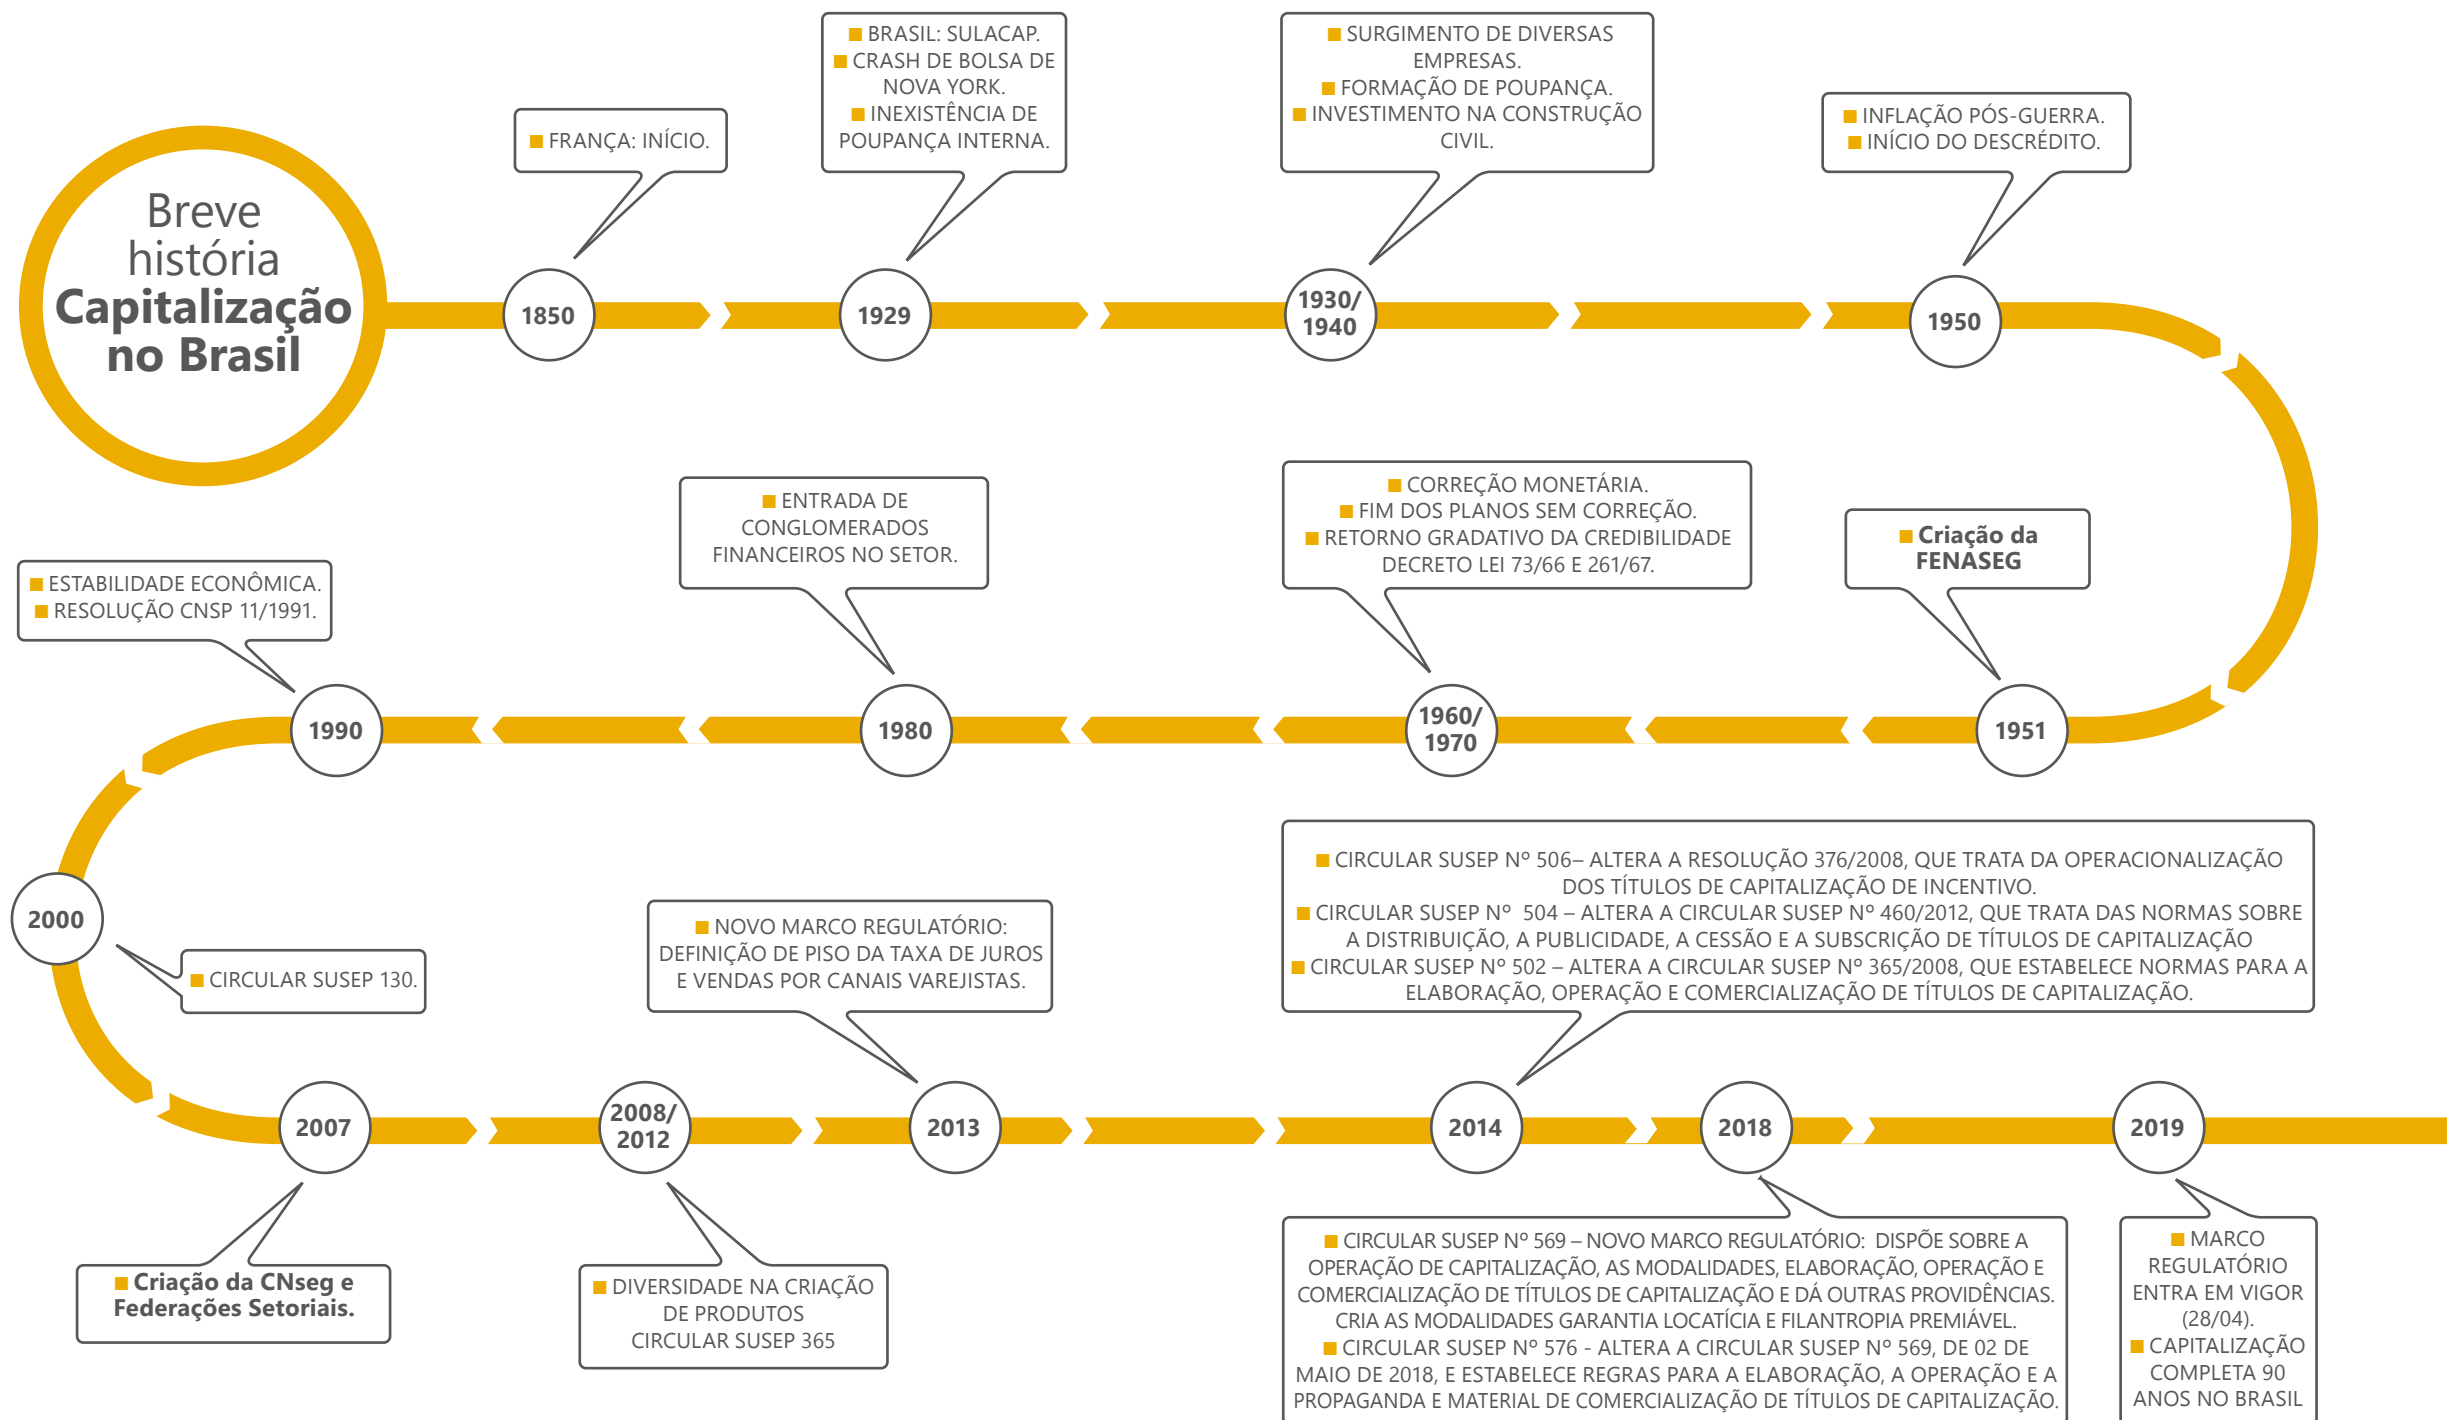 Breve
história
Capitalização
no Brasil
■ FRANÇA: INÍCIO.
1850
■ BRASIL: SULACAP.
■ CRASH DE BOLSA DE
NOVA YORK.
■ INEXISTÊNCIA DE
POUPANÇA INTERNA.
1929
■ SURGIMENTO DE DIVERSAS
EMPRESAS.
■ FORMAÇÃO DE POUPANÇA.
■ INVESTIMENTO NA CONSTRUÇÃO
CIVIL.
1930/
1940
■ INFLAÇÃO PÓS-GUERRA.
■ INÍCIO DO DESCRÉDITO.
1950
■ Criação da
FENASEG
1951
■ CORREÇÃO MONETÁRIA.
■ FIM DOS PLANOS SEM CORREÇÃO.
■ RETORNO GRADATIVO DA CREDIBILIDADE
DECRETO LEI 73/66 E 261/67.
1960/
1970
■ ENTRADA DE
CONGLOMERADOS
FINANCEIROS NO SETOR.
1980
■ ESTABILIDADE ECONÔMICA.
■ RESOLUÇÃO CNSP 11/1991.
1990
2000
■ CIRCULAR SUSEP 130.
2007
■ Criação da CNseg e
Federações Setoriais.
2008/
2012
■ DIVERSIDADE NA CRIAÇÃO
DE PRODUTOS
CIRCULAR SUSEP 365
■ NOVO MARCO REGULATÓRIO:
DEFINIÇÃO DE PISO DA TAXA DE JUROS
E VENDAS POR CANAIS VAREJISTAS.
2013
■ CIRCULAR SUSEP Nº 506– ALTERA A RESOLUÇÃO 376/2008, QUE TRATA DA OPERACIONALIZAÇÃO
DOS TÍTULOS DE CAPITALIZAÇÃO DE INCENTIVO.
■ CIRCULAR SUSEP Nº 504 – ALTERA A CIRCULAR SUSEP Nº 460/2012, QUE TRATA DAS NORMAS SOBRE
A DISTRIBUIÇÃO, A PUBLICIDADE, A CESSÃO E A SUBSCRIÇÃO DE TÍTULOS DE CAPITALIZAÇÃO
■ CIRCULAR SUSEP Nº 502 – ALTERA A CIRCULAR SUSEP Nº 365/2008, QUE ESTABELECE NORMAS PARA A
ELABORAÇÃO, OPERAÇÃO E COMERCIALIZAÇÃO DE TÍTULOS DE CAPITALIZAÇÃO.
2014
2018
■ CIRCULAR SUSEP Nº 569 – NOVO MARCO REGULATÓRIO: DISPÕE SOBRE A
OPERAÇÃO DE CAPITALIZAÇÃO, AS MODALIDADES, ELABORAÇÃO, OPERAÇÃO E
COMERCIALIZAÇÃO DE TÍTULOS DE CAPITALIZAÇÃO E DÁ OUTRAS PROVIDÊNCIAS.
CRIA AS MODALIDADES GARANTIA LOCATÍCIA E FILANTROPIA PREMIÁVEL.
■ CIRCULAR SUSEP Nº 576 - ALTERA A CIRCULAR SUSEP Nº 569, DE 02 DE
MAIO DE 2018, E ESTABELECE REGRAS PARA A ELABORAÇÃO, A OPERAÇÃO E A
PROPAGANDA E MATERIAL DE COMERCIALIZAÇÃO DE TÍTULOS DE CAPITALIZAÇÃO.
2019
■ MARCO
REGULATÓRIO
ENTRA EM VIGOR
(28/04).
■ CAPITALIZAÇÃO
COMPLETA 90
ANOS NO BRASIL